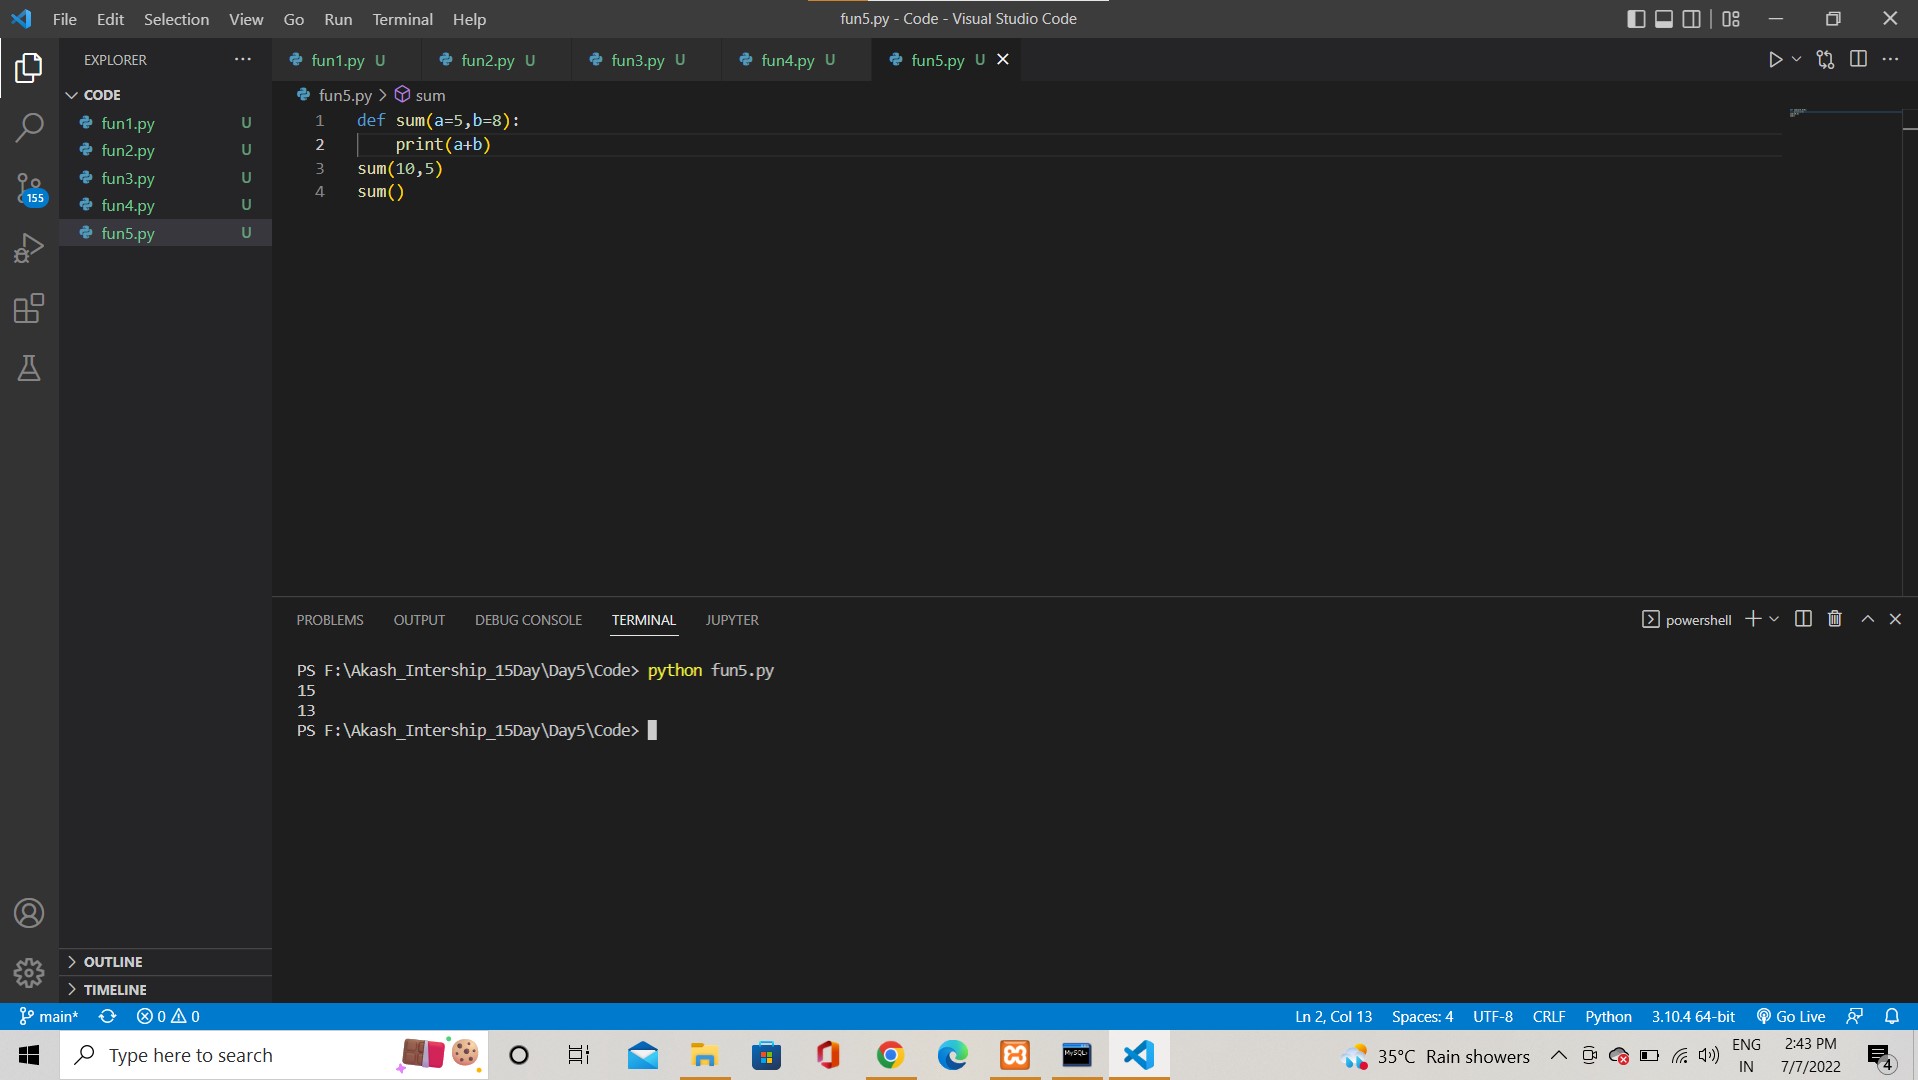 File Edit Selection View Go Run Terminal Help
fun5.py - Code - Visual Studio Code
EXPLORER
fun1.py U fun2.py U fun3.py U fun4.py U fun5.py U
CODE
fun1.py U
fun2.py U
fun3.py U
fun4.py U
fun5.py U
155
fun5.py > sum
1 def sum(a=5,b=8):
2 print(a+b)
3 sum(10,5)
4 sum()
PROBLEMS OUTPUT DEBUG CONSOLE TERMINAL JUPYTER
powershell
PS F:\Akash_Intership_15Day\Day5\Code> python fun5.py
15
13
PS F:\Akash_Intership_15Day\Day5\Code>
OUTLINE
TIMELINE
main* 0 0
Ln 2, Col 13 Spaces: 4 UTF-8 CRLF Python 3.10.4 64-bit Go Live
Type here to search
MySQL
35°C Rain showers
ENG
IN
2:43 PM
7/7/2022
4